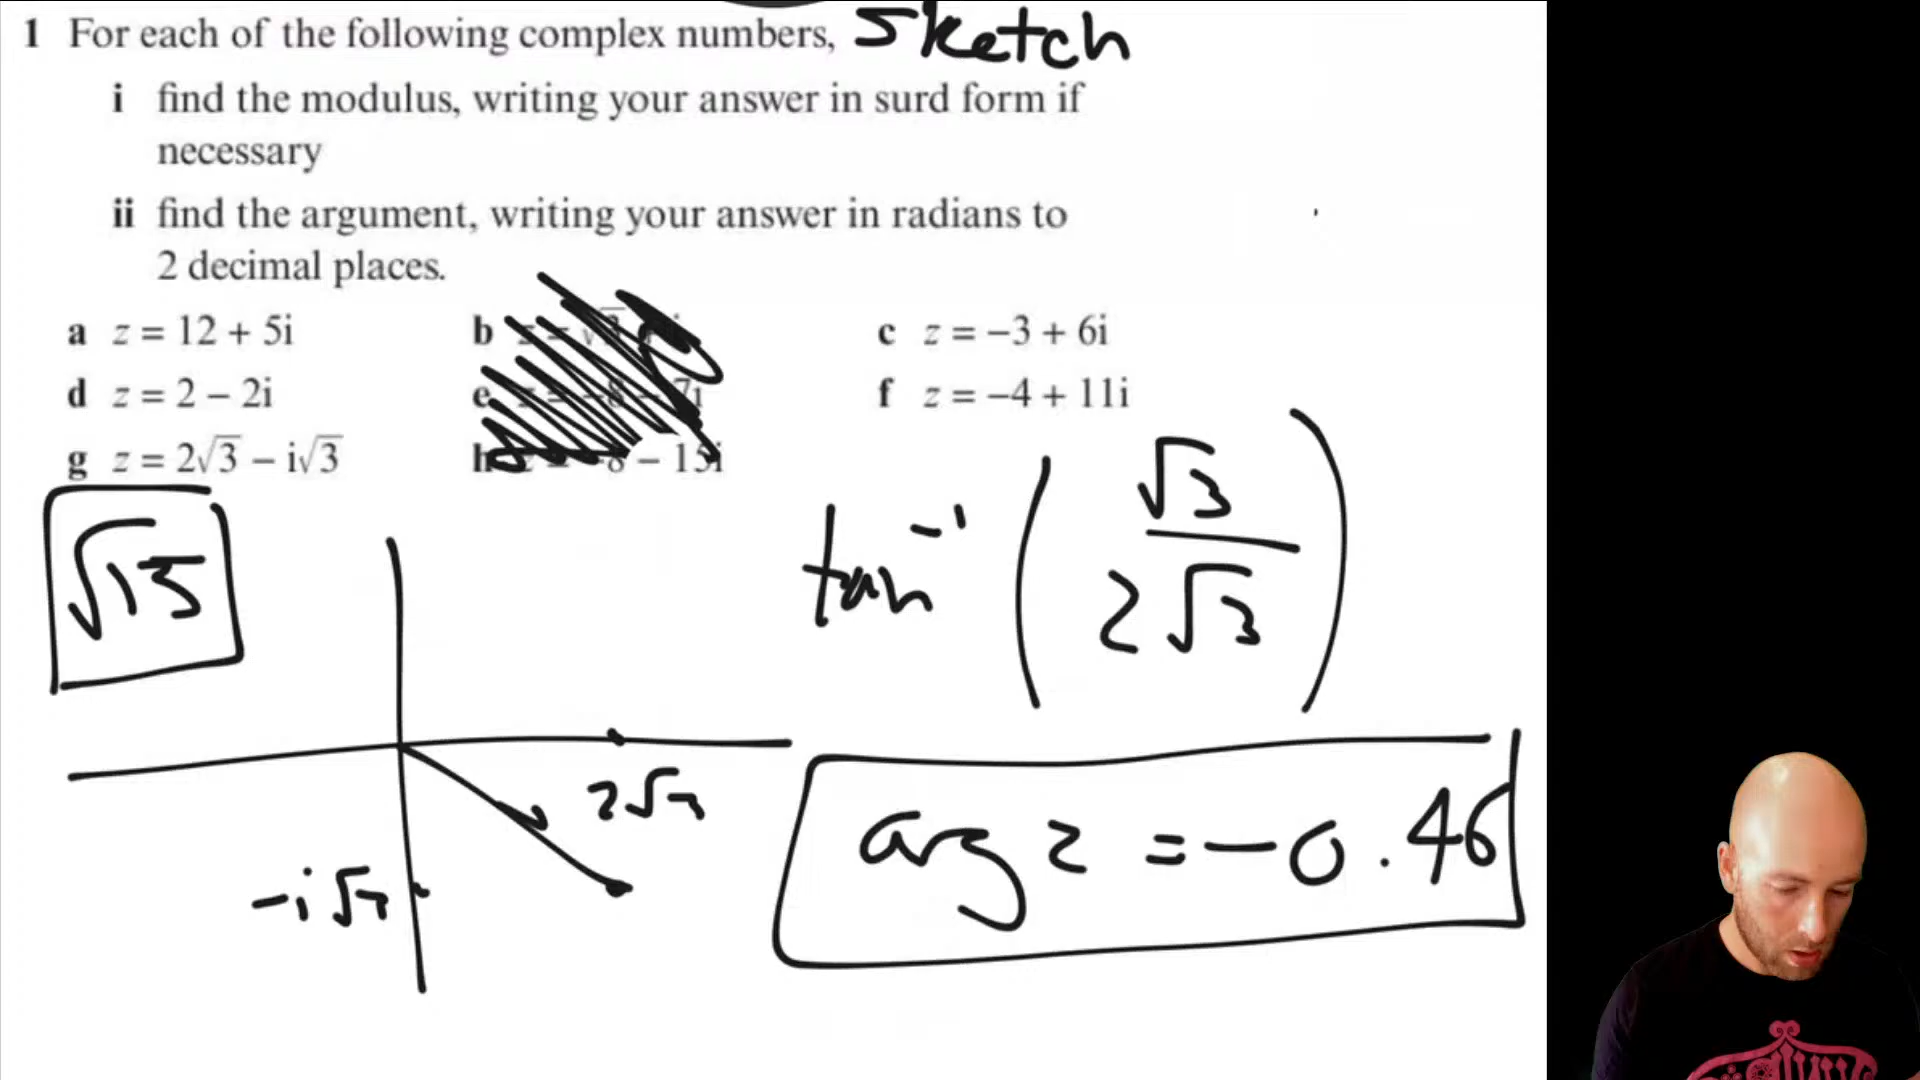 1 For each of the following complex numbers, sketch
i find the modulus, writing your answer in surd form if
necessary
ii find the argument, writing your answer in radians to
2 decimal places.
a z = 12 + 5i b c z = −3 + 6i
d z = 2 − 2i e f z = −4 + 11i
g z = 2√3 − i√3 h − 15i
√15
tan⁻¹ (√3 / 2√3)
2√3
-i√3
arg z = -0.46